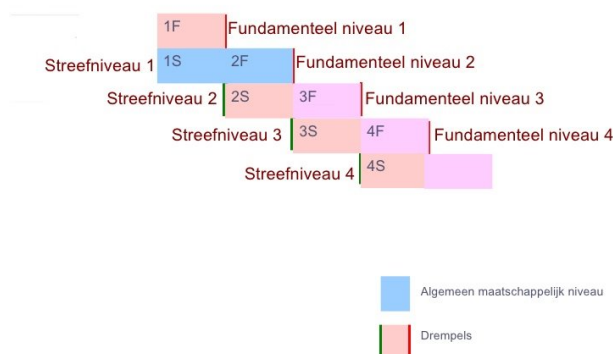 1F Fundamenteel niveau 1
Streefniveau 1 1S 2F Fundamenteel niveau 2
Streefniveau 2 2S 3F Fundamenteel niveau 3
Streefniveau 3 3S 4F Fundamenteel niveau 4
Streefniveau 4 4S
Algemeen maatschappelijk niveau
Drempels